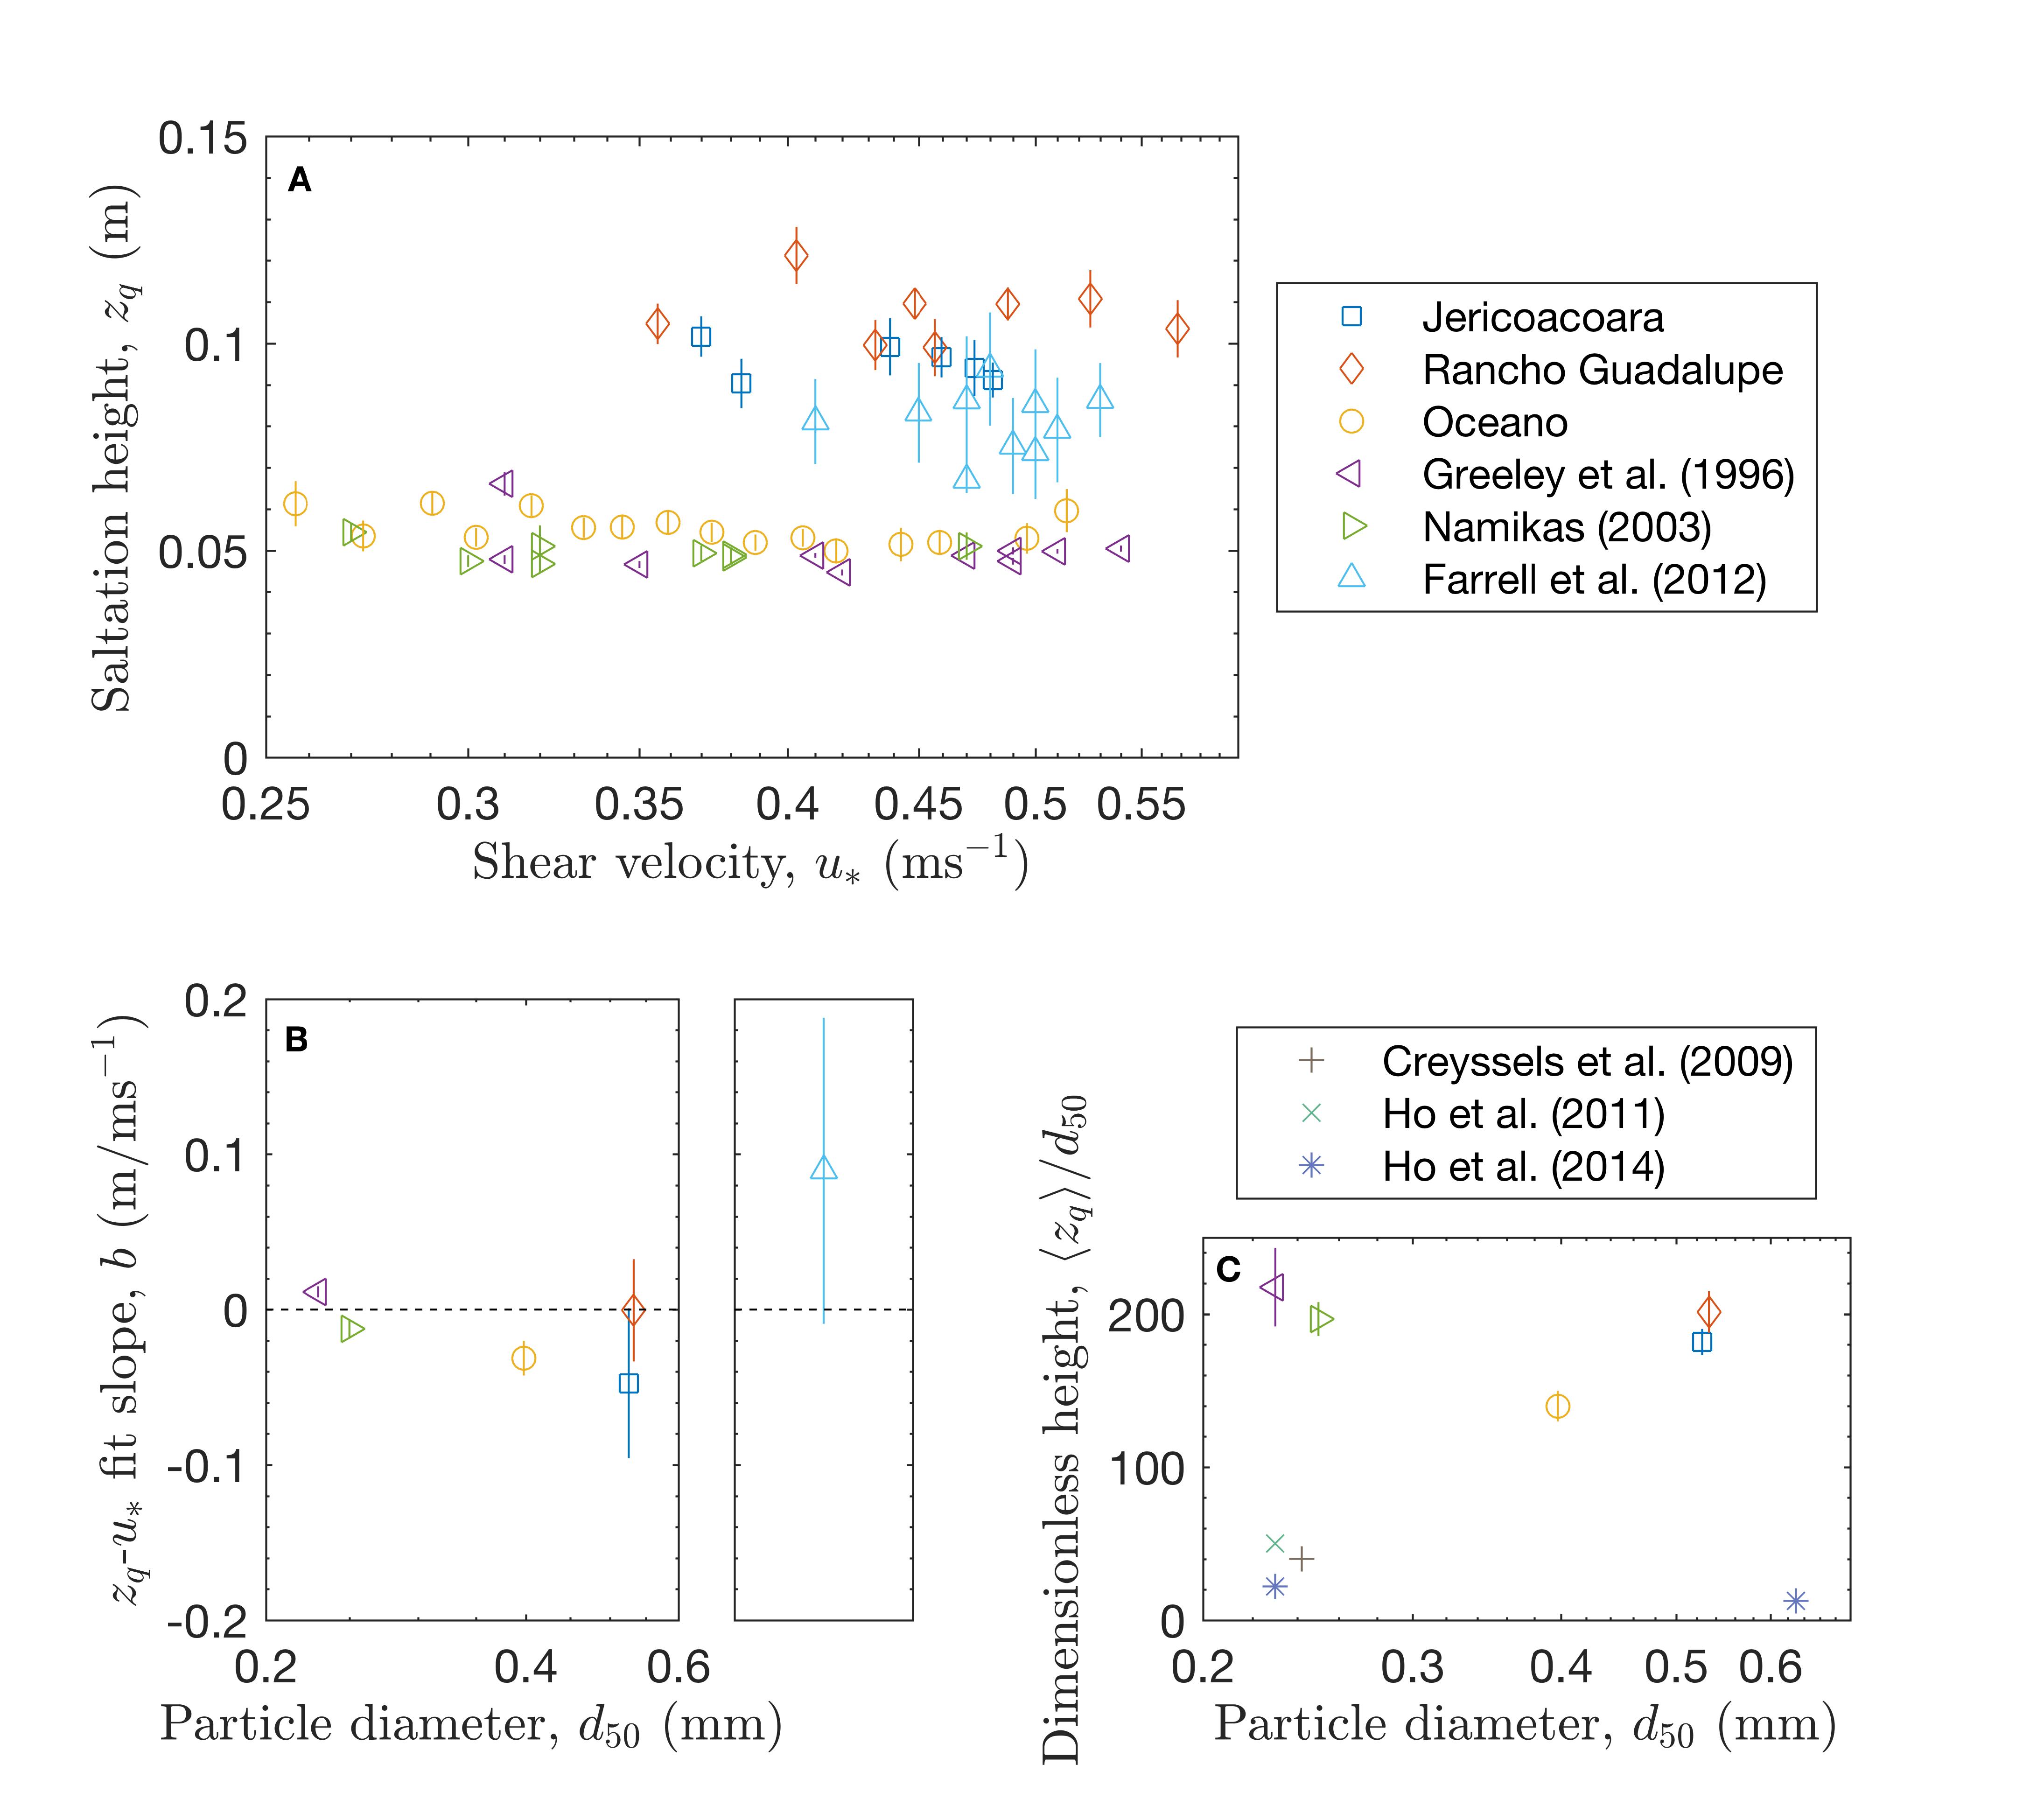 A
0.15
0.1
0.05
0
Saltation height, z_q (m)
0.25 0.3 0.35 0.4 0.45 0.5 0.55
Shear velocity, u_* (ms^−1)
Jericoacoara
Rancho Guadalupe
Oceano
Greeley et al. (1996)
Namikas (2003)
Farrell et al. (2012)
B
0.2
0.1
0
-0.1
-0.2
z_q-u_* fit slope, b (m/ms^−1)
0.2 0.4 0.6
Particle diameter, d_50 (mm)
Creyssels et al. (2009)
Ho et al. (2011)
Ho et al. (2014)
C
200
100
0
Dimensionless height, ⟨z_q⟩/d_50
0.2 0.3 0.4 0.5 0.6
Particle diameter, d_50 (mm)